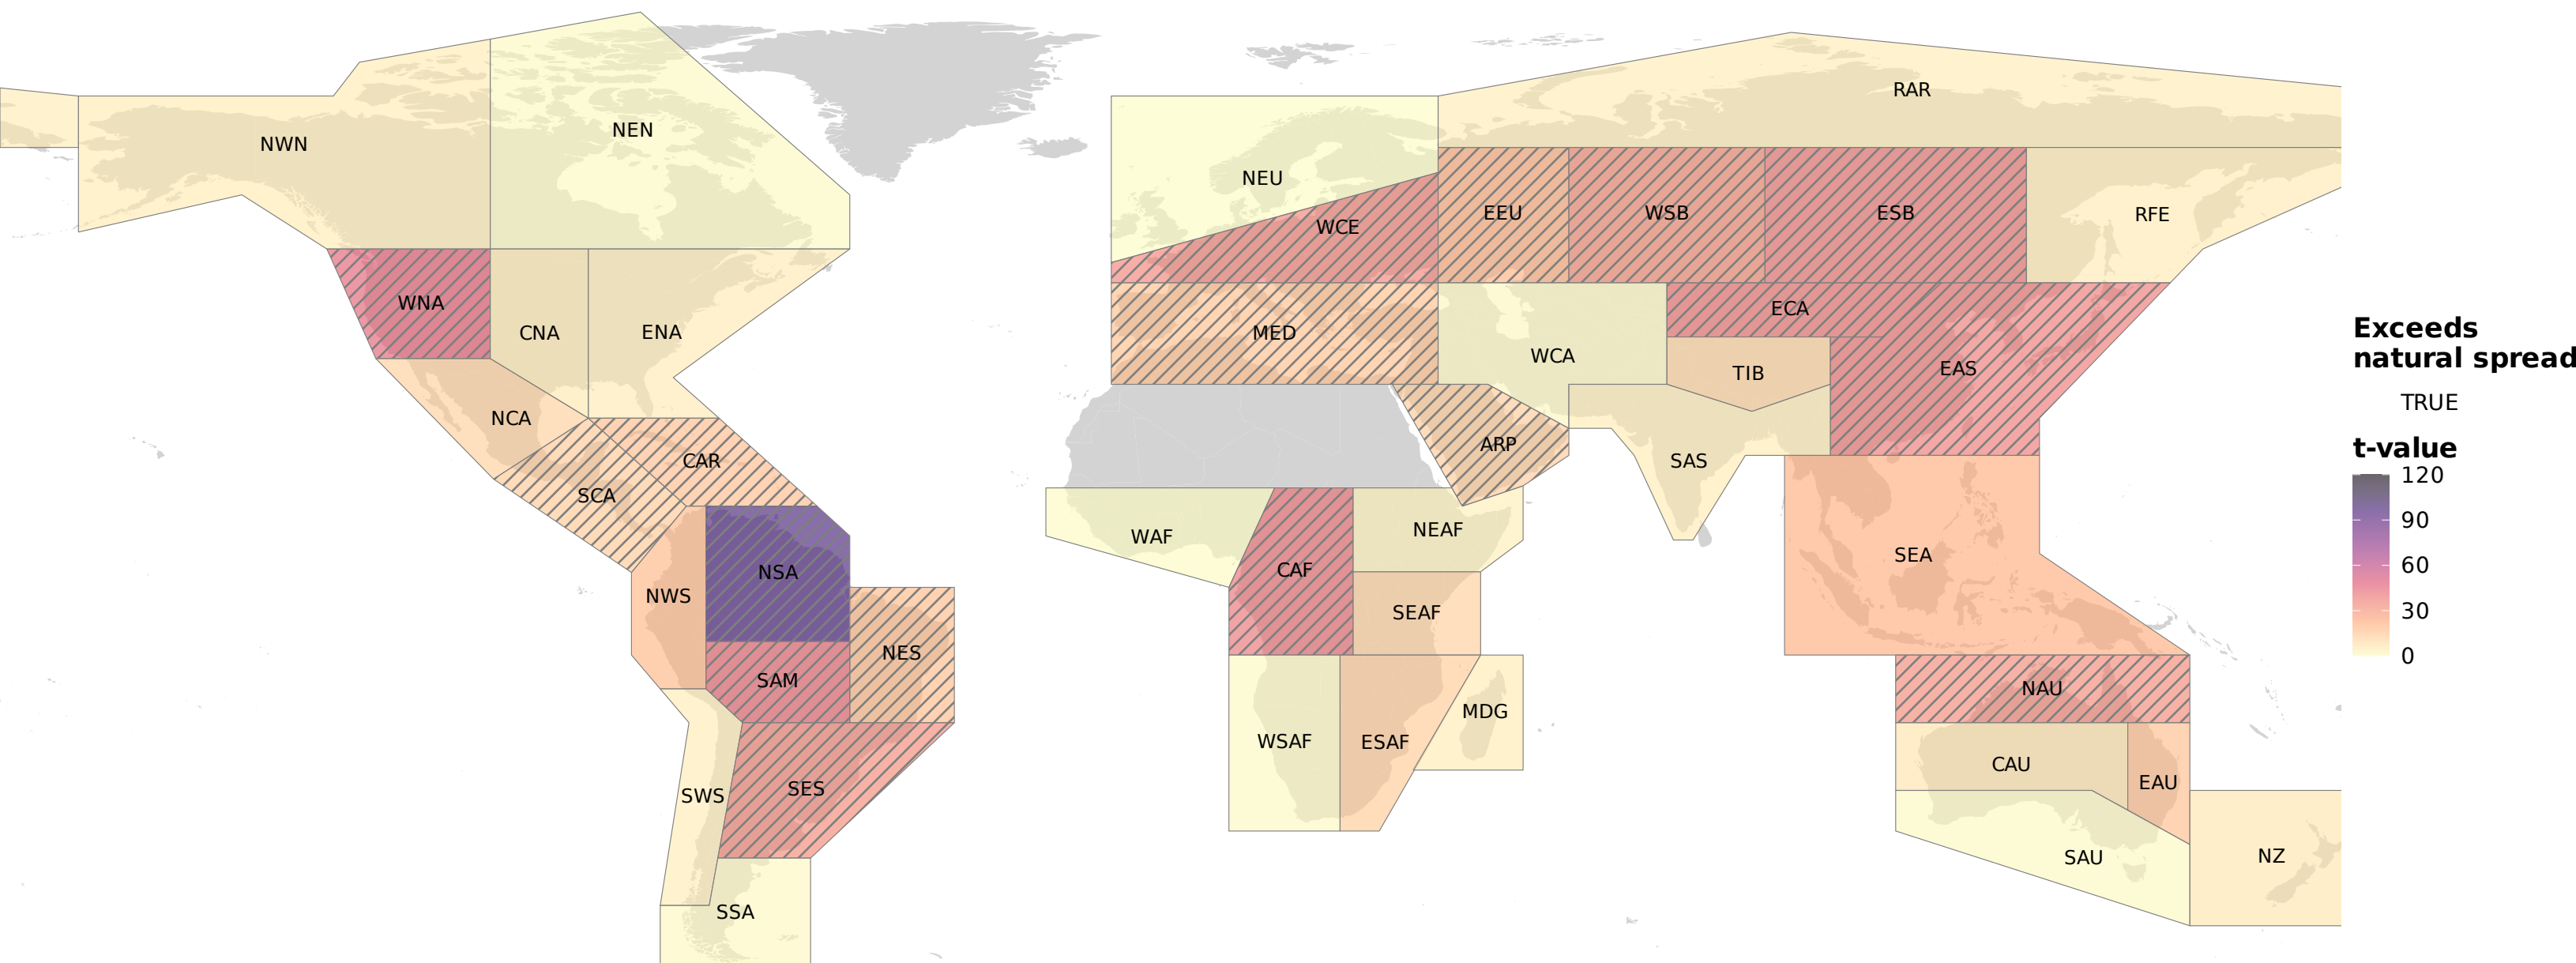 RAR
NEN
NWN
NEU
EEU
WSB
ESB
RFE
WCE
WNA
ECA
CNA
ENA
MED
WCA
EAS
TIB
NCA
ARP
CAR
SAS
SCA
NEAF
WAF
SEA
CAF
NSA
NWS
SEAF
NES
SAM
NAU
MDG
WSAF
ESAF
CAU
EAU
SES
SWS
SAU
NZ
SSA
Exceeds
natural spread
TRUE
t-value
120
90
60
30
0